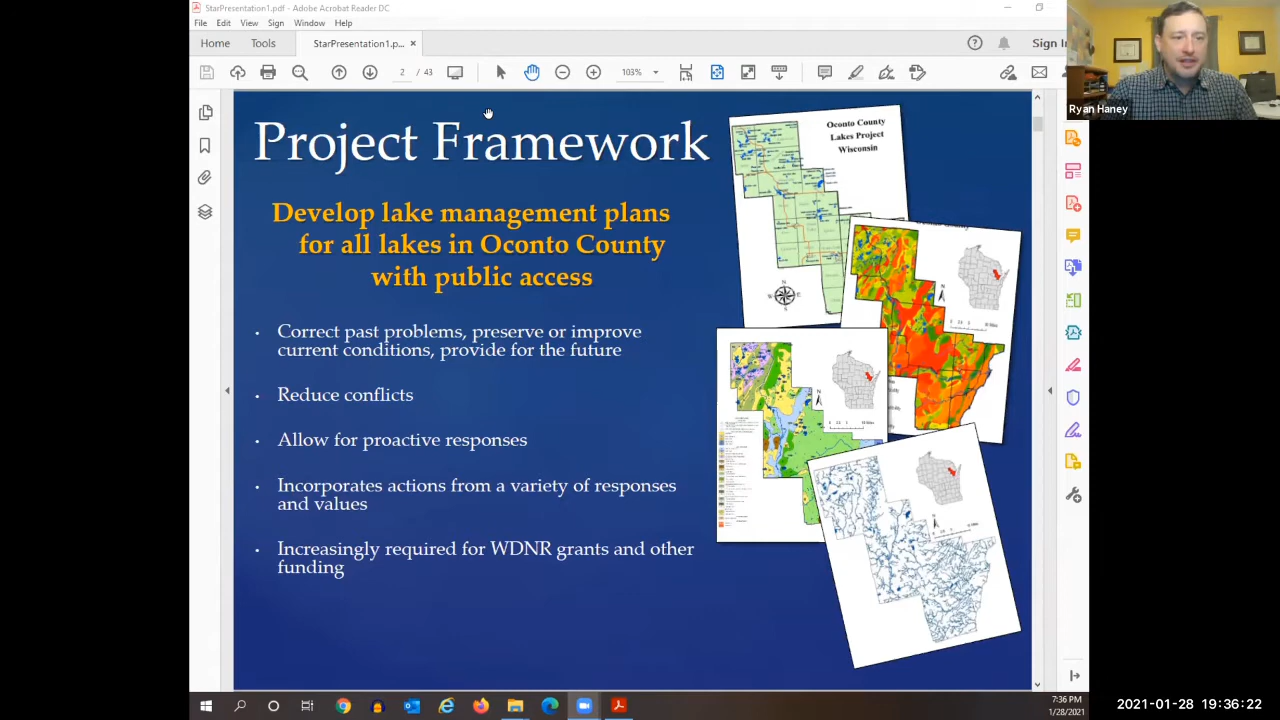 StarPresentation1.pdf - Adobe Acrobat Reader DC
File Edit View Sign Window Help
Home Tools StarPresentation1.p... × Sign In
2 / 43 103%
Ryan Haney
Project Framework
Develop lake management plans
for all lakes in Oconto County
with public access
• Correct past problems, preserve or improve
current conditions, provide for the future
• Reduce conflicts
• Allow for proactive reponses
• Incorporates actions from a variety of responses
and values
• Increasingly required for WDNR grants and other
funding
Oconto County
Lakes Project
Wisconsin
7:36 PM
1/28/2021
2021-01-28 19:36:22